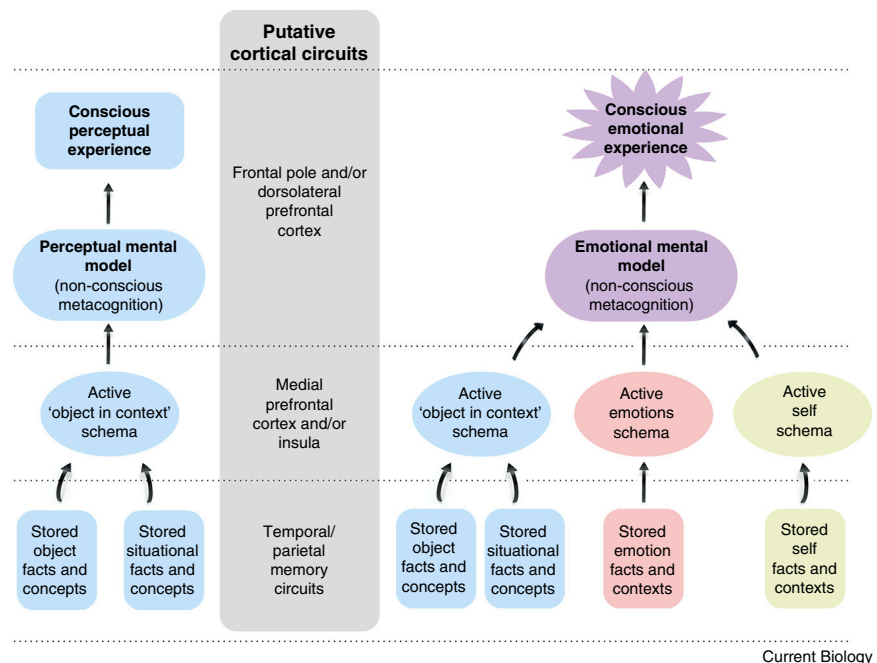 Putative
cortical circuits
Conscious
perceptual
experience
Perceptual mental
model
(non-conscious
metacognition)
Active
‘object in context’
schema
Stored
object
facts and
concepts
Stored
situational
facts and
concepts
Frontal pole and/or
dorsolateral
prefrontal
cortex
Medial
prefrontal
cortex and/or
insula
Temporal/
parietal
memory
circuits
Conscious
emotional
experience
Emotional mental
model
(non-conscious
metacognition)
Active
‘object in context’
schema
Active
emotions
schema
Active
self
schema
Stored
object
facts and
concepts
Stored
situational
facts and
concepts
Stored
emotion
facts and
contexts
Stored
self
facts and
contexts
Current Biology